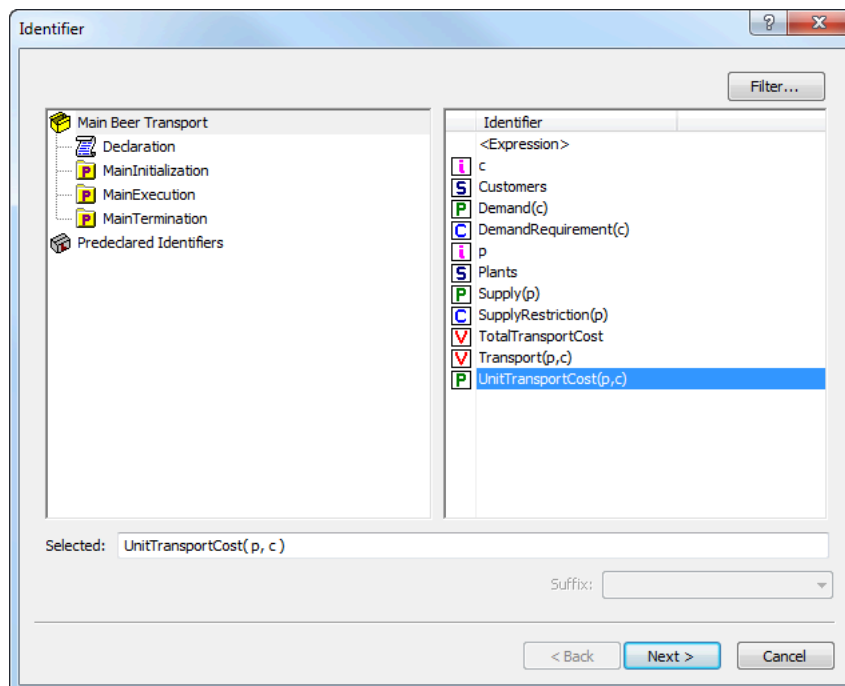 Identifier
?
x
Filter...
Main Beer Transport
Declaration
P MainInitialization
P MainExecution
P MainTermination
Predeclared Identifiers
Identifier
<Expression>
i c
S Customers
P Demand(c)
C DemandRequirement(c)
i p
S Plants
P Supply(p)
C SupplyRestriction(p)
V TotalTransportCost
V Transport(p,c)
P UnitTransportCost(p,c)
Selected: UnitTransportCost( p, c )
Suffix:
< Back Next > Cancel